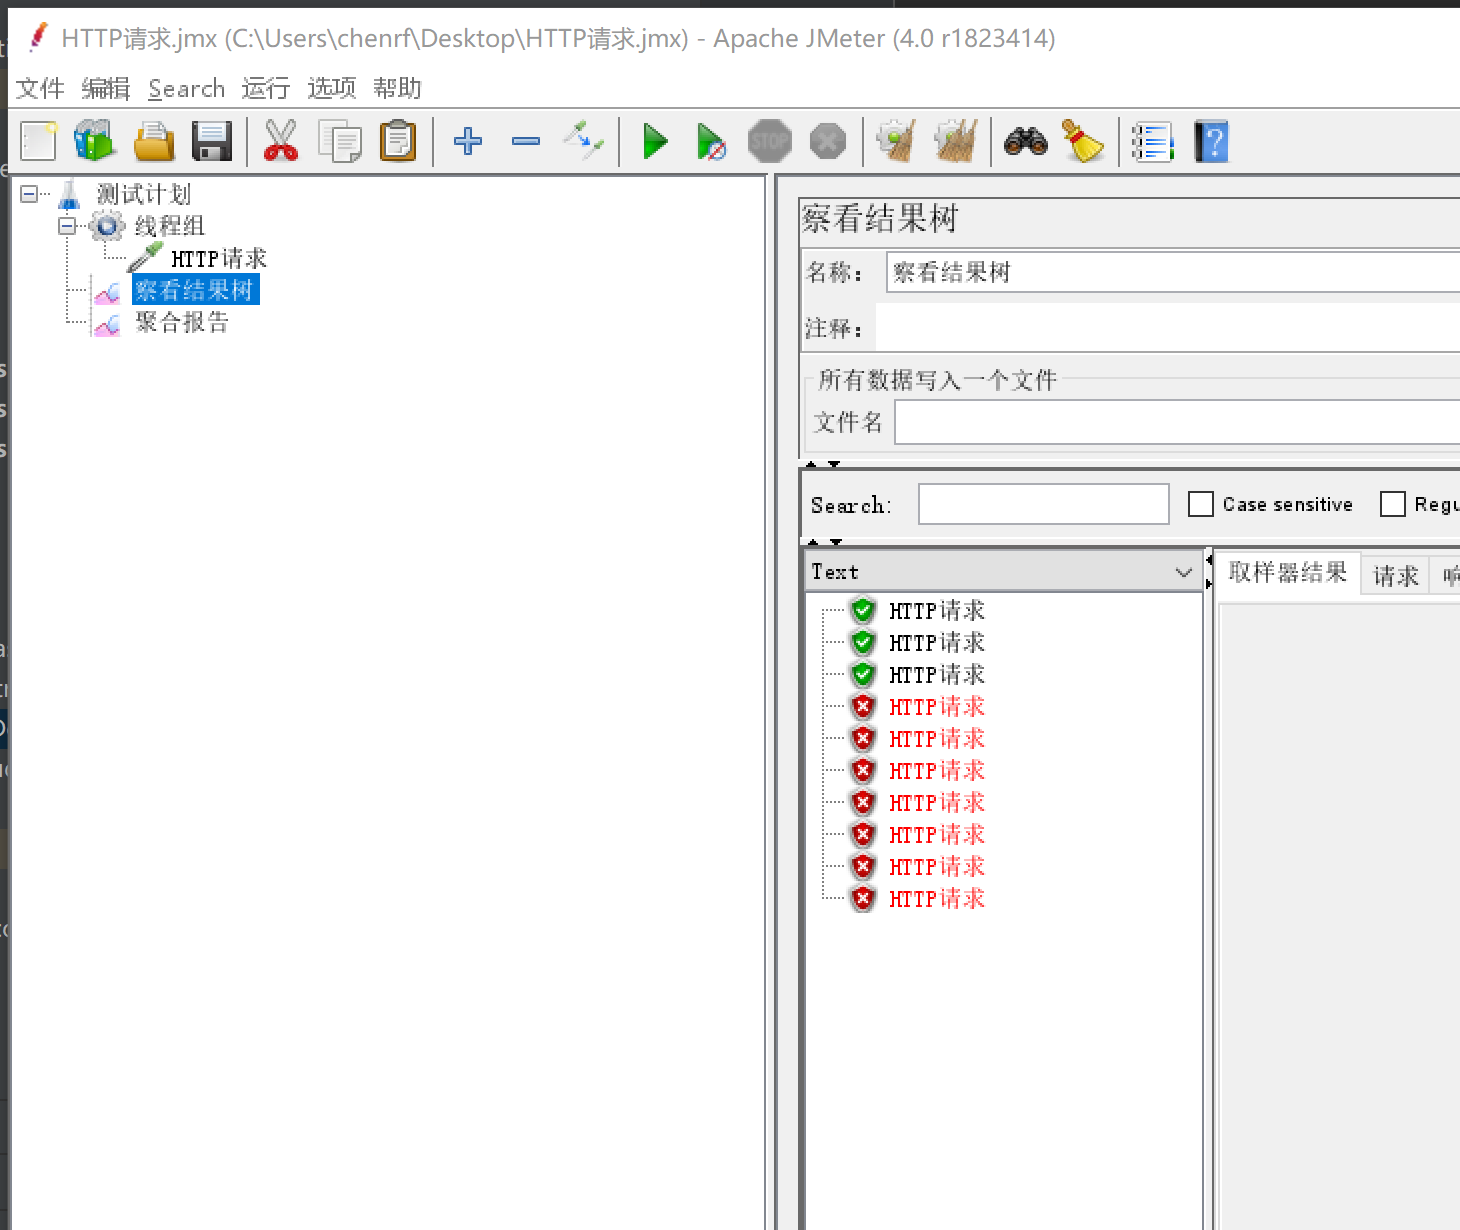 HTTP请求.jmx (C:\Users\chenrf\Desktop\HTTP请求.jmx) - Apache JMeter (4.0 r1823414)
文件 编辑 Search 运行 选项 帮助
STOP
测试计划
线程组
HTTP请求
察看结果树
聚合报告
察看结果树
名称： 察看结果树
注释：
所有数据写入一个文件
文件名
Search: Case sensitive Regu
Text
取样器结果 请求 响
HTTP请求
HTTP请求
HTTP请求
HTTP请求
HTTP请求
HTTP请求
HTTP请求
HTTP请求
HTTP请求
HTTP请求